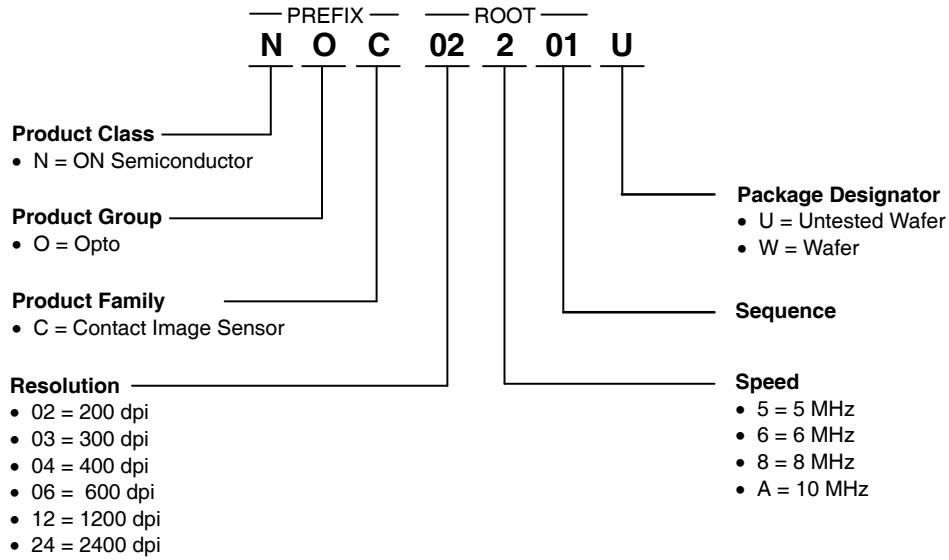 PREFIX ROOT
N O C 02 2 01 U
Product Class
• N = ON Semiconductor
Product Group
• O = Opto
Product Family
• C = Contact Image Sensor
Resolution
• 02 = 200 dpi
• 03 = 300 dpi
• 04 = 400 dpi
• 06 = 600 dpi
• 12 = 1200 dpi
• 24 = 2400 dpi
Package Designator
• U = Untested Wafer
• W = Wafer
Sequence
Speed
• 5 = 5 MHz
• 6 = 6 MHz
• 8 = 8 MHz
• A = 10 MHz